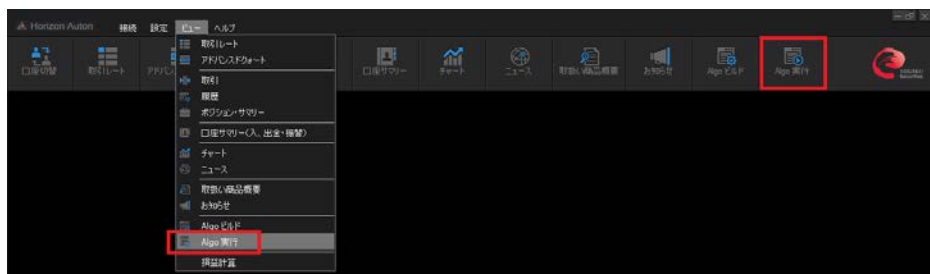 Horizon Auton 接続 設定 ビュー ヘルプ
口座切替 取引レート 口座サマリー チャート ニュース 取扱い商品概要 お知らせ Algo ビルド Algo 実行
取引レート
アドバンスドクォート
取引
履歴
ポジション・サマリー
口座サマリー(入、出金・振替)
チャート
ニュース
取扱い商品概要
お知らせ
Algo ビルド
Algo 実行
損益計算